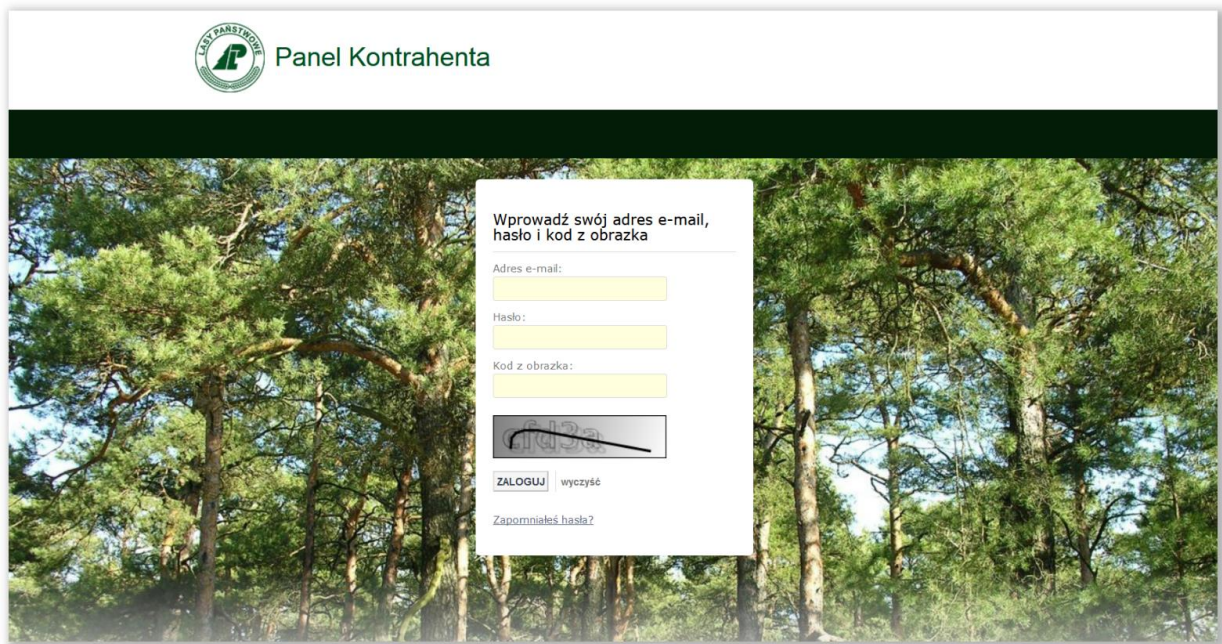 LASY PAŃSTWOWE
Panel Kontrahenta
Wprowadź swój adres e-mail,
hasło i kod z obrazka
Adres e-mail:
Hasło:
Kod z obrazka:
cfd3a
ZALOGUJ wyczyść
Zapomniałeś hasła?